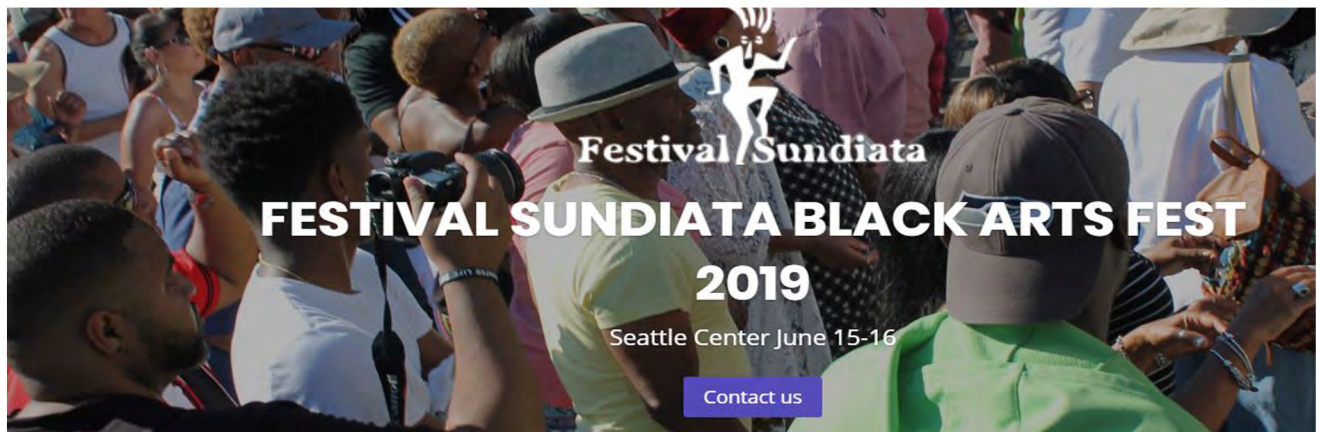 Festival Sundiata
FESTIVAL SUNDIATA BLACK ARTS FEST
2019
Seattle Center June 15-16
Contact us